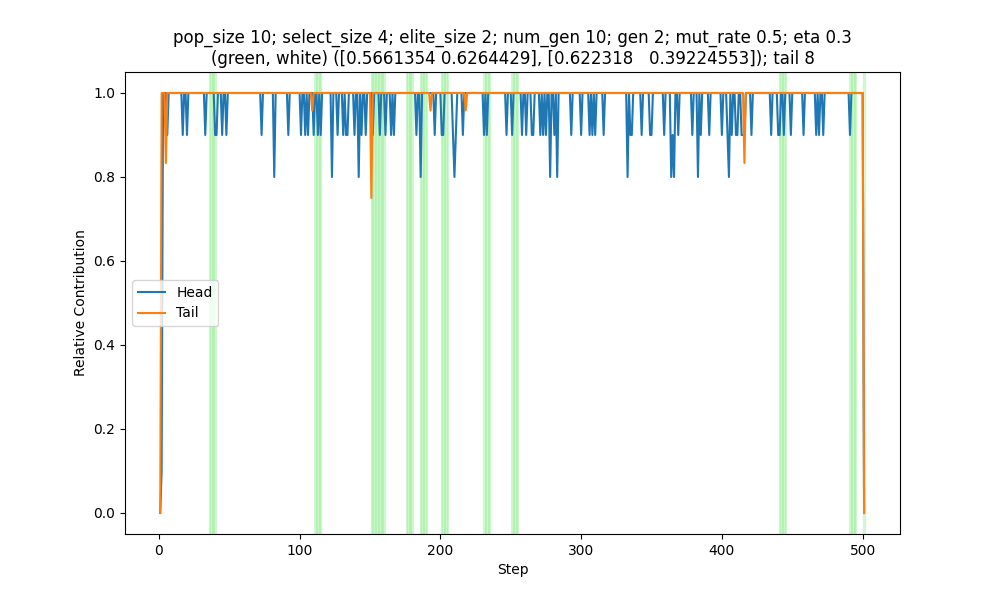 pop_size 10; select_size 4; elite_size 2; num_gen 10; gen 2; mut_rate 0.5; eta 0.3
(green, white) ([0.5661354 0.6264429], [0.622318   0.39224553]); tail 8
1.0
0.8
0.6
0.4
0.2
0.0
Relative Contribution
Head
Tail
0
100
200
300
400
500
Step